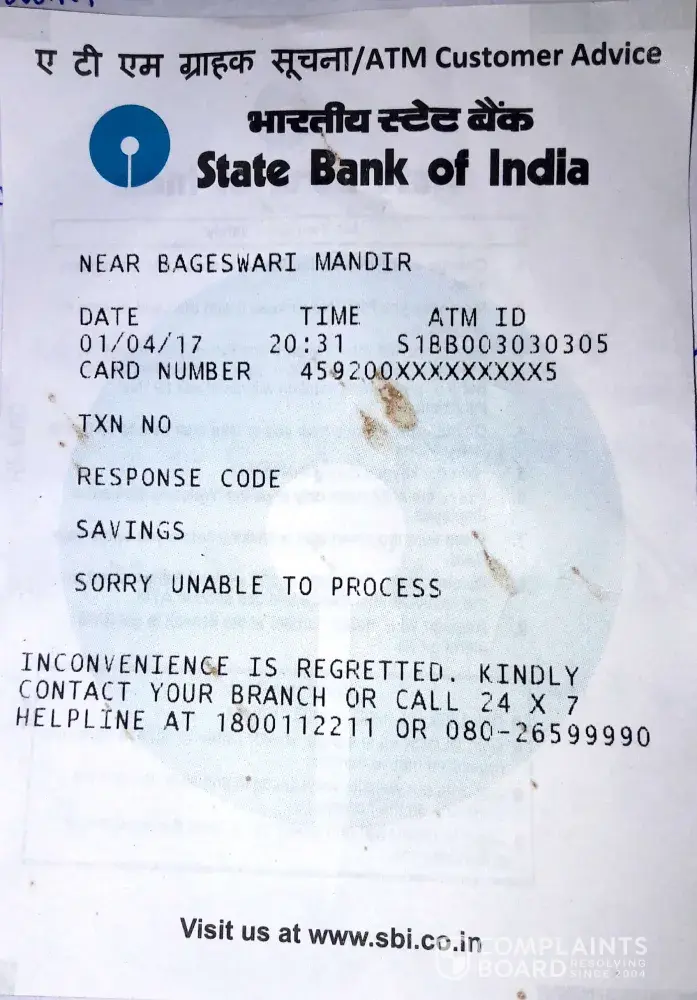 ए टी एम ग्राहक सूचना/ATM Customer Advice
भारतीय स्टेट बैंक
State Bank of India
NEAR BAGESWARI MANDIR
DATE TIME ATM ID
01/04/17 20:31 S1BB003030305
CARD NUMBER 459200XXXXXXXXX5
TXN NO
RESPONSE CODE
SAVINGS
SORRY UNABLE TO PROCESS
INCONVENIENCE IS REGRETTED. KINDLY
CONTACT YOUR BRANCH OR CALL 24 X 7
HELPLINE AT 1800112211 OR 080-26599990
Visit us at www.sbi.co.in
COMPLAINTS
BOARD RESOLVING
SINCE 2004